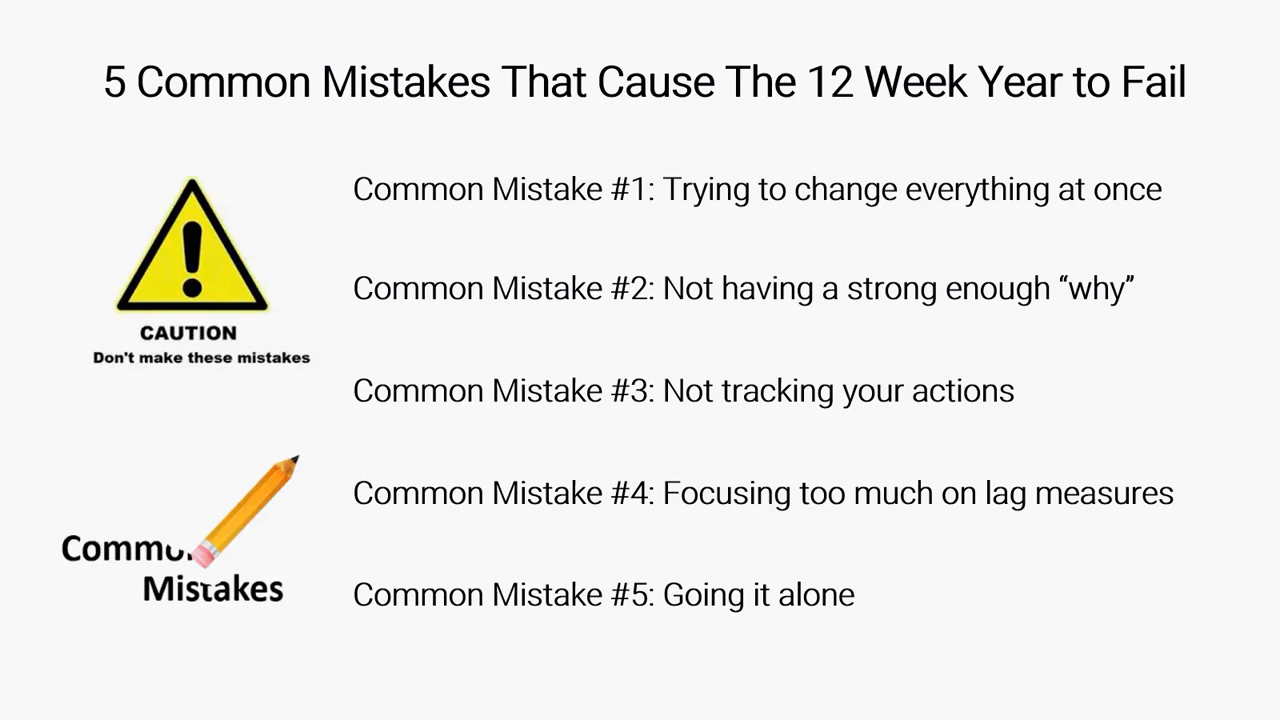 5 Common Mistakes That Cause The 12 Week Year to Fail
Common Mistake #1: Trying to change everything at once
Common Mistake #2: Not having a strong enough “why”
CAUTION
Don't make these mistakes
Common Mistake #3: Not tracking your actions
Common Mistake #4: Focusing too much on lag measures
Common
Mistakes
Common Mistake #5: Going it alone